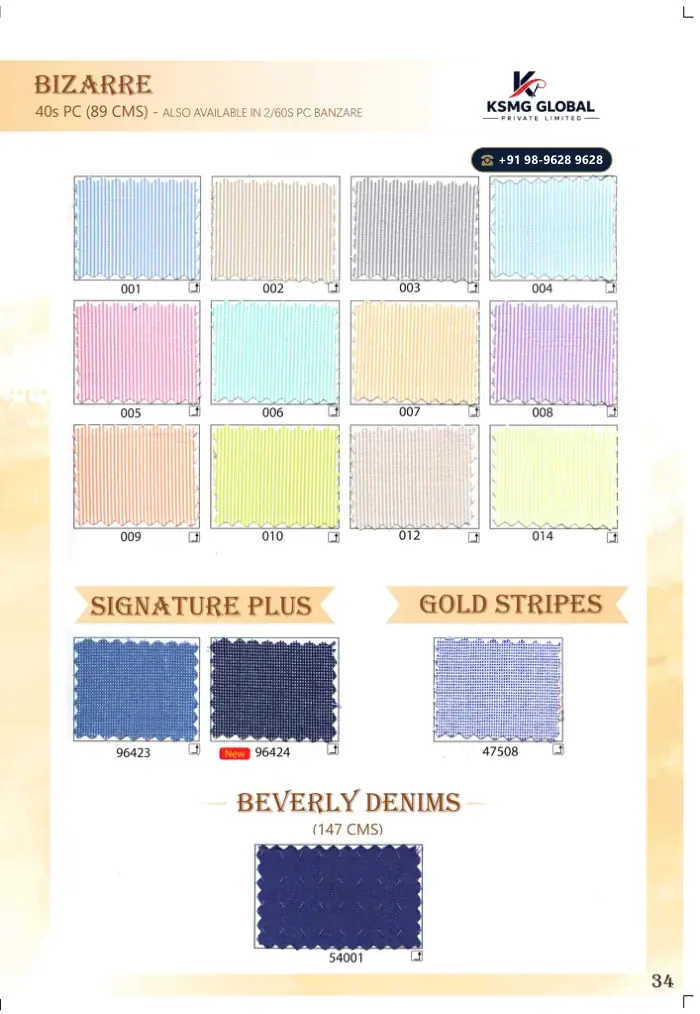 BIZARRE
40s PC (89 CMS) - ALSO AVAILABLE IN 2/60S PC BANZARE
KSMG GLOBAL
PRIVATE LIMITED
+91 98-9628 9628
001 002 003 004
005 006 007 008
009 010 012 014
SIGNATURE PLUS
GOLD STRIPES
96423 New 96424 47508
BEVERLY DENIMS
(147 CMS)
54001
34